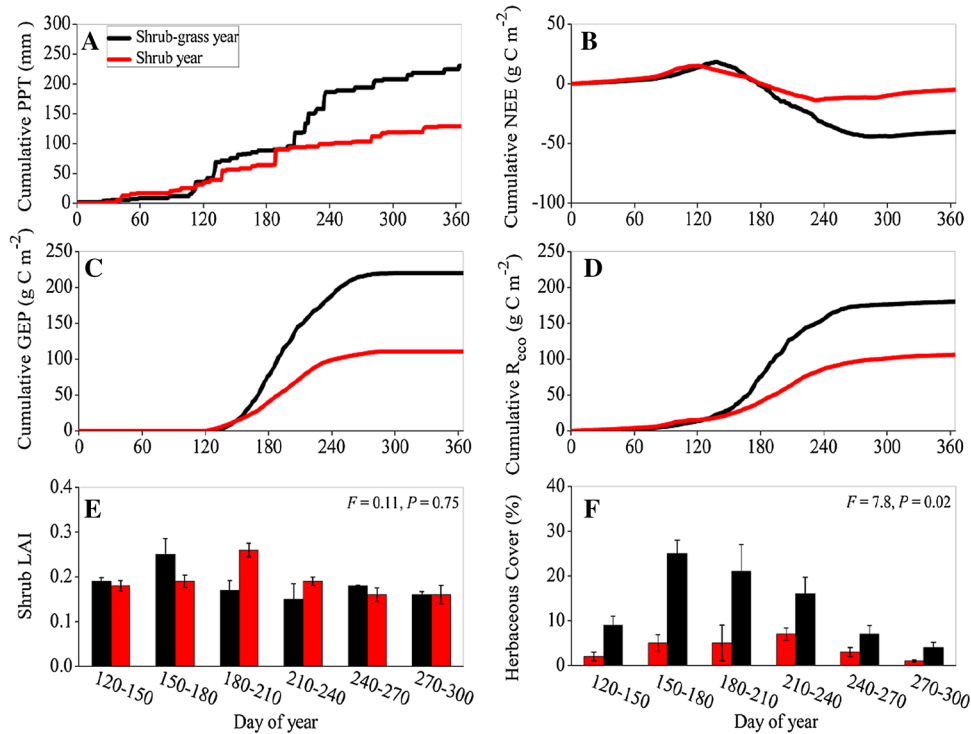 A
Shrub-grass year
Shrub year
Cumulative PPT (mm)
300
250
200
150
100
50
0
0 60 120 180 240 300 360
B
Cumulative NEE (g C m-2)
50
0
-50
-100
0 60 120 180 240 300 360
C
Cumulative GEP (g C m-2)
250
200
150
100
50
0
0 60 120 180 240 300 360
D
Cumulative Reco (g C m-2)
250
200
150
100
50
0
0 60 120 180 240 300 360
E
F = 0.11, P = 0.75
Shrub LAI
0.4
0.3
0.2
0.1
0.0
120-150 150-180 180-210 210-240 240-270 270-300
Day of year
F
F = 7.8, P = 0.02
Herbaceous Cover (%)
40
30
20
10
0
120-150 150-180 180-210 210-240 240-270 270-300
Day of year